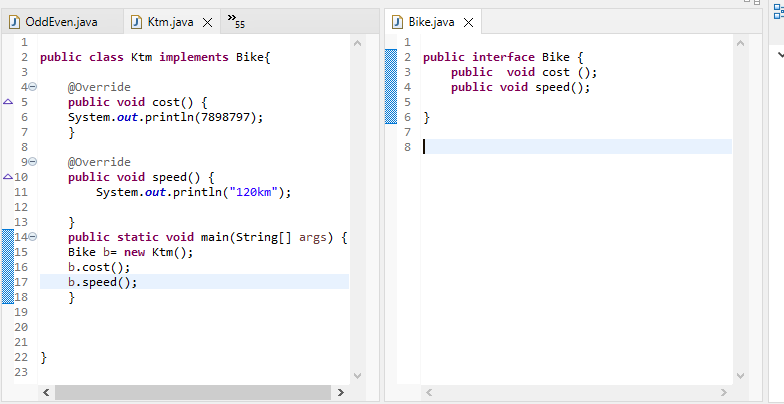 OddEven.java
Ktm.java
»55
1
2 public class Ktm implements Bike{
3
4 @Override
5 public void cost() {
6 System.out.println(7898797);
7 }
8
9 @Override
10 public void speed() {
11 System.out.println("120km");
12
13 }
14 public static void main(String[] args) {
15 Bike b= new Ktm();
16 b.cost();
17 b.speed();
18 }
19
20
21
22 }
23
Bike.java
1
2 public interface Bike {
3 public  void cost ();
4 public void speed();
5
6 }
7
8